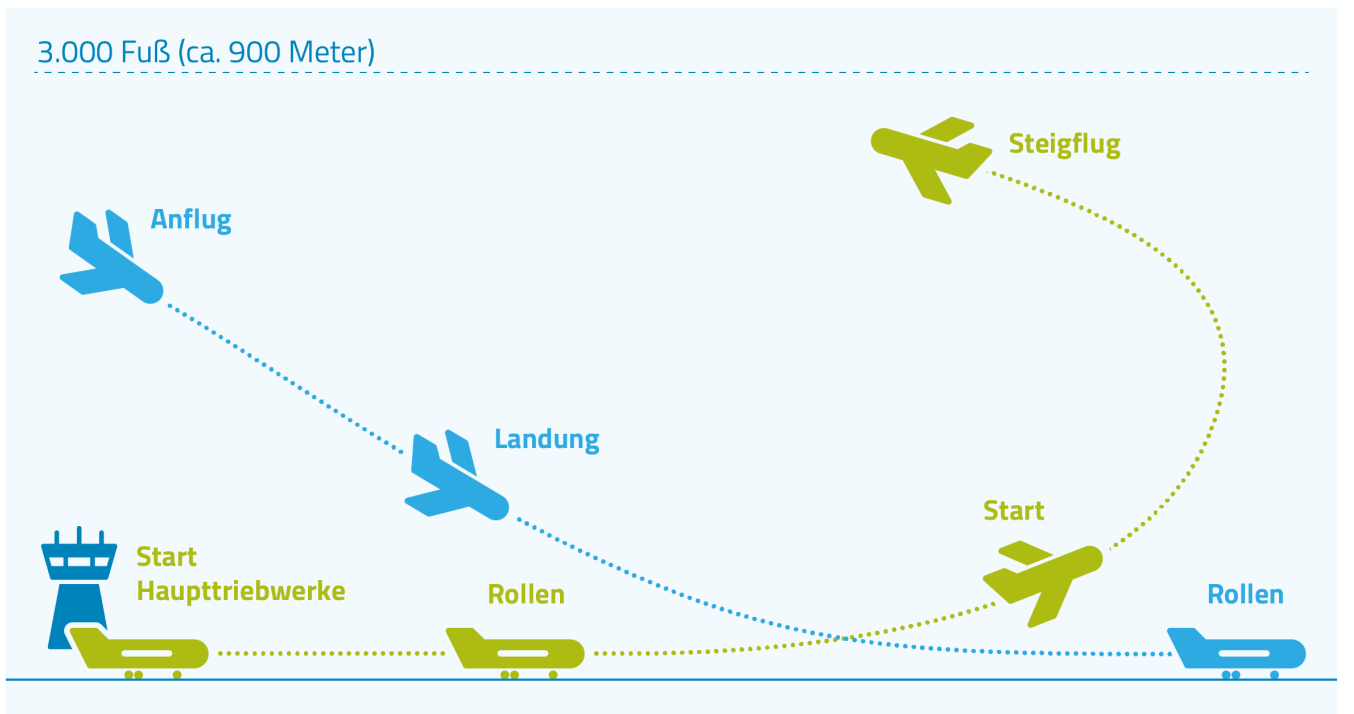 3.000 Fuß (ca. 900 Meter)
Steigflug
Anflug
Landung
Start
Start
Haupttriebwerke
Rollen
Rollen